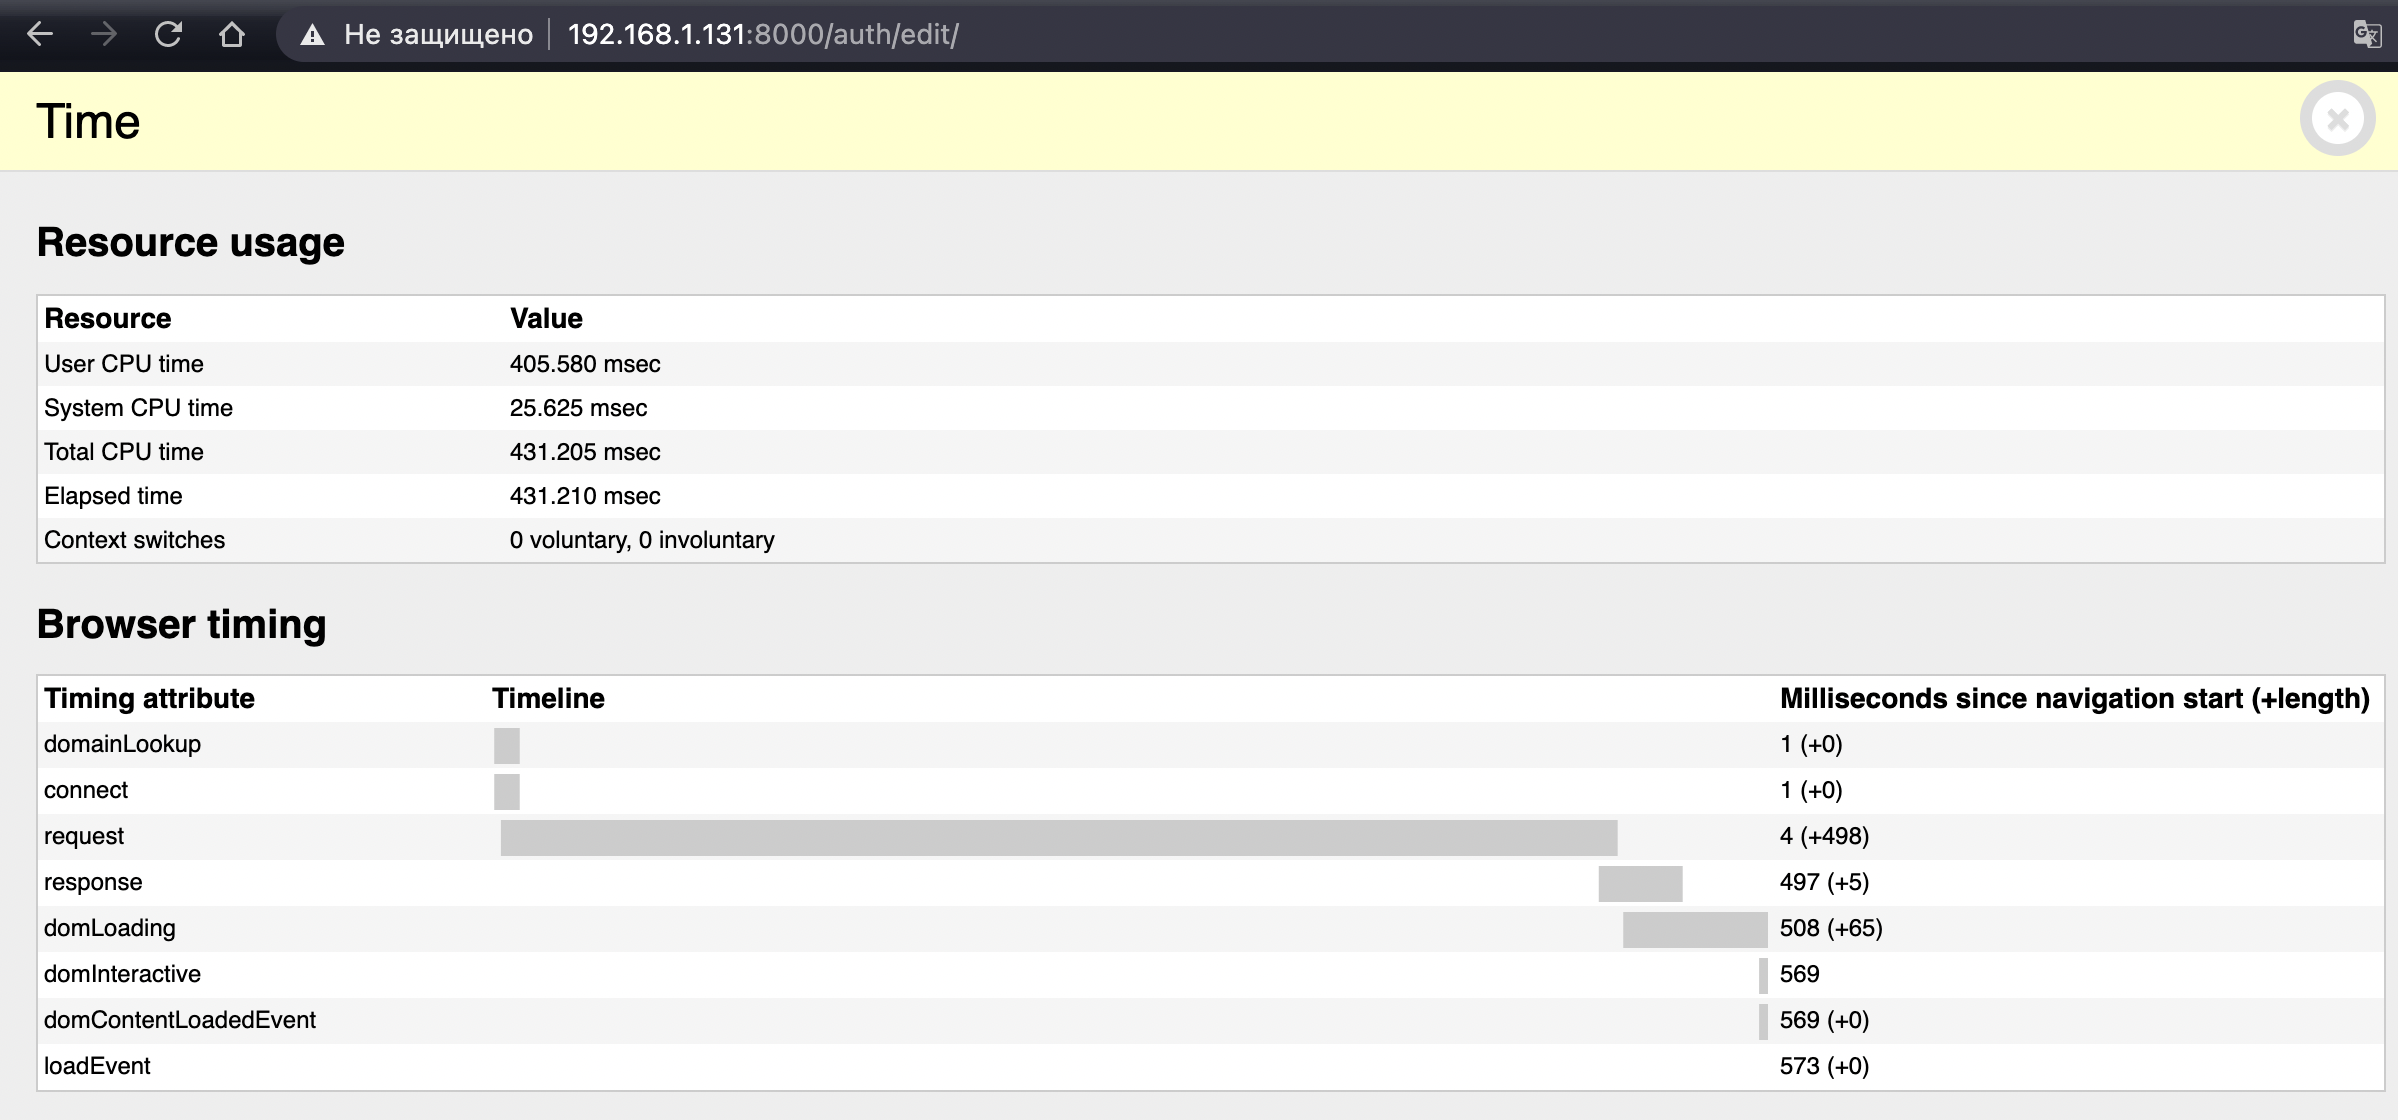 Не защищено 192.168.1.131:8000/auth/edit/
Time
Resource usage
Resource Value
User CPU time 405.580 msec
System CPU time 25.625 msec
Total CPU time 431.205 msec
Elapsed time 431.210 msec
Context switches 0 voluntary, 0 involuntary
Browser timing
Timing attribute Timeline Milliseconds since navigation start (+length)
domainLookup 1 (+0)
connect 1 (+0)
request 4 (+498)
response 497 (+5)
domLoading 508 (+65)
domInteractive 569
domContentLoadedEvent 569 (+0)
loadEvent 573 (+0)